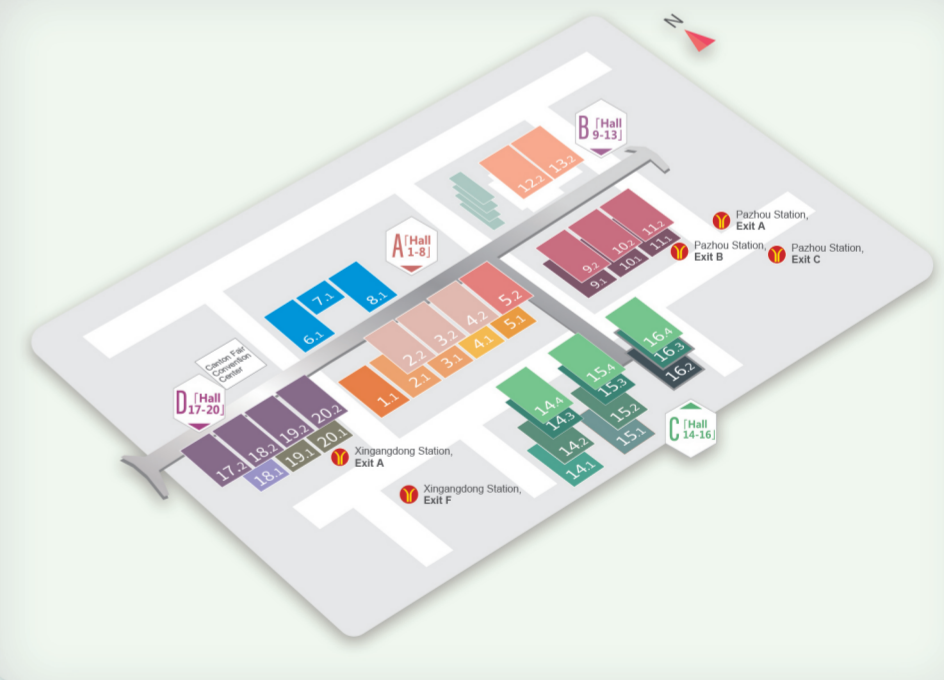 N
B「Hall
9-13」
13.2
12.2
A「Hall
1-8」
11.2
10.2
9.2
11.1
10.1
9.1
Pazhou Station,
Exit A
Pazhou Station,
Exit B
Pazhou Station,
Exit C
8.1
7.1
6.1
5.2
4.2
3.2
2.2
5.1
4.1
3.1
2.1
1.1
16.4
16.3
16.2
15.4
15.3
15.2
15.1
14.4
14.3
14.2
14.1
Canton Fair
Convention
Center
D「Hall
17-20」
C「Hall
14-16」
20.2
19.2
18.2
17.2
20.1
19.1
18.1
Xingangdong Station,
Exit A
Xingangdong Station,
Exit F